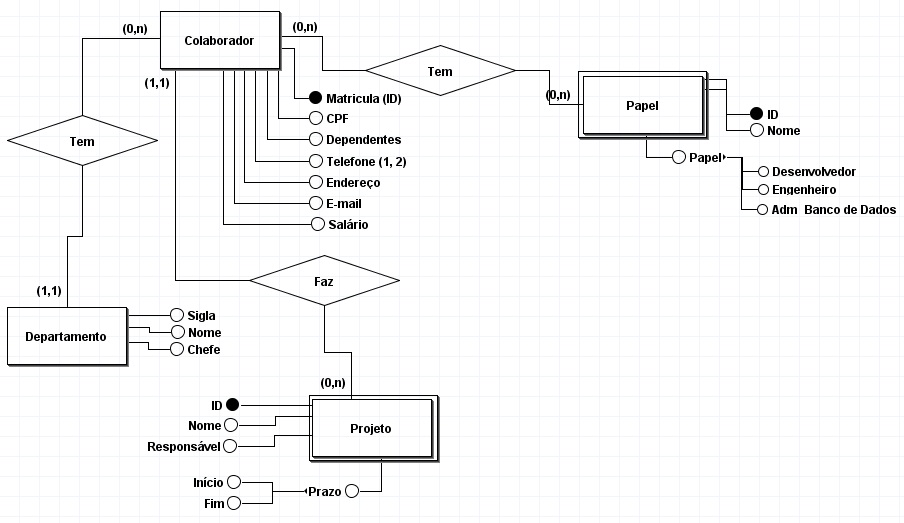 (0,n)
Colaborador
(0,n)
Tem
(0,n)
Papel
(1,1)
Matricula (ID)
CPF
Dependentes
Telefone (1, 2)
Endereço
E-mail
Salário
ID
Nome
Papel
Desenvolvedor
Engenheiro
Adm Banco de Dados
Tem
(1,1)
Departamento
Sigla
Nome
Chefe
Faz
(0,n)
ID
Nome
Responsável
Projeto
Início
Fim
Prazo